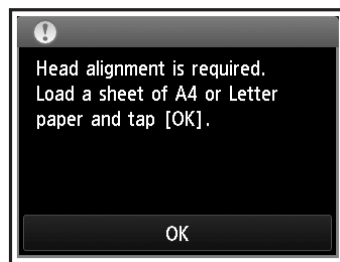 Head alignment is required.
Load a sheet of A4 or Letter
paper and tap [OK].
OK